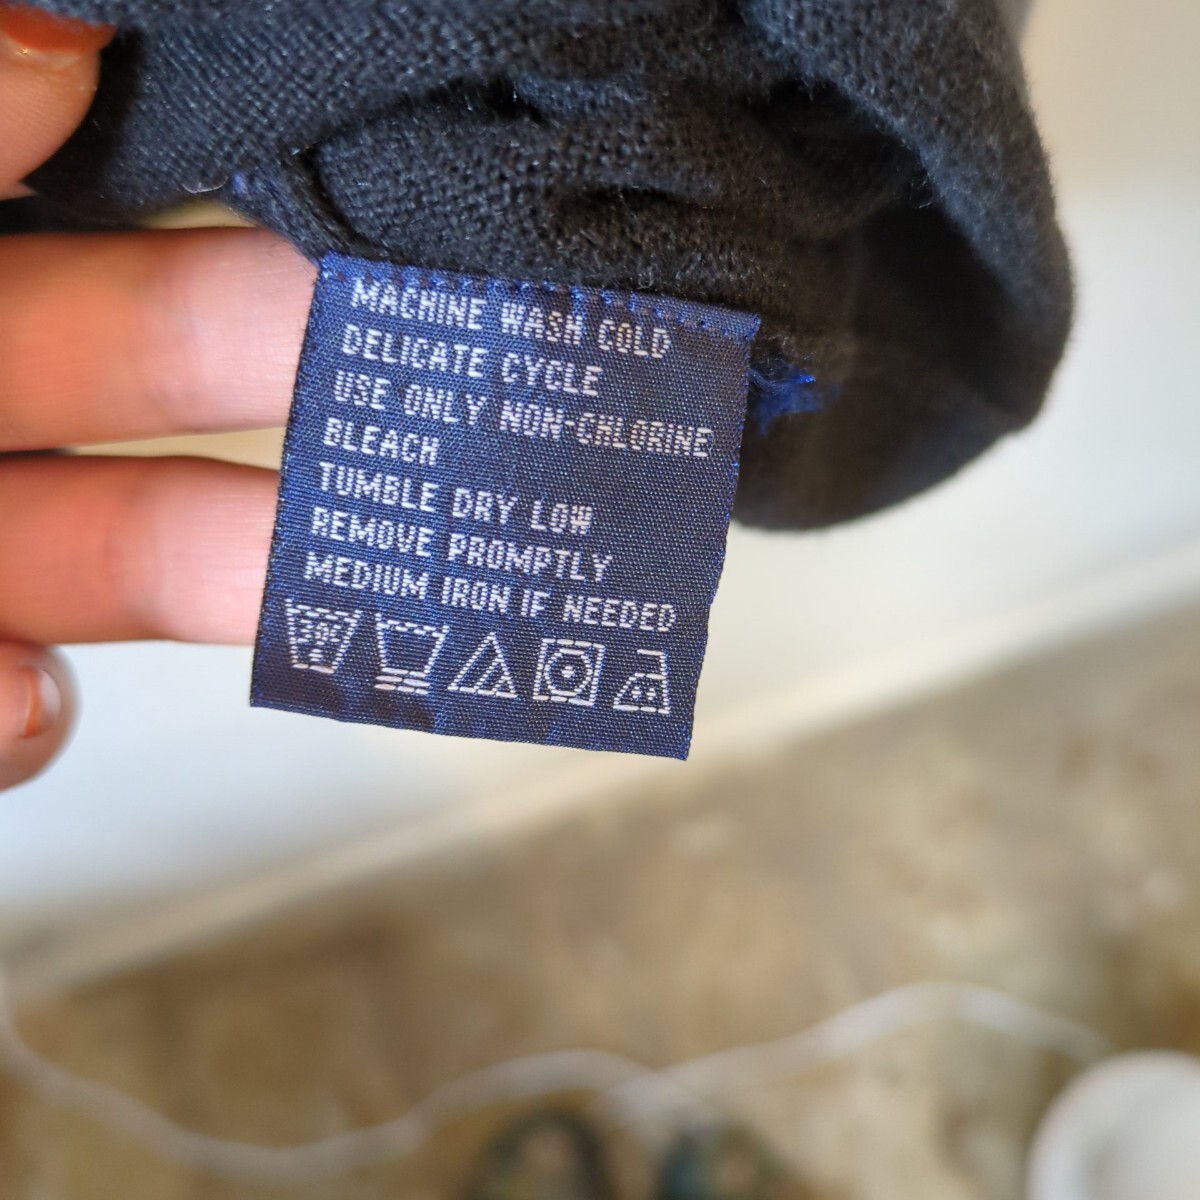 MACHINE WASH COLD
DELICATE CYCLE
USE ONLY NON-CHLORINE
BLEACH
TUMBLE DRY LOW
REMOVE PROMPTLY
MEDIUM IRON IF NEEDED